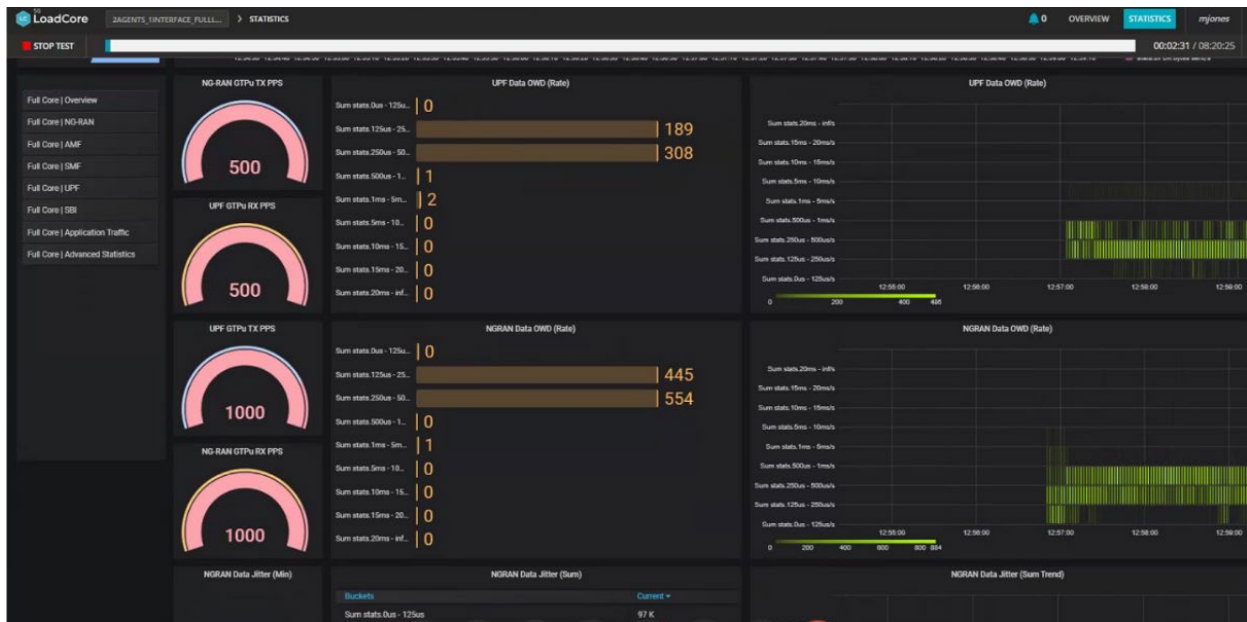 5G
LoadCore
2AGENTS_1INTERFACE_FULLL...
> STATISTICS
0
OVERVIEW
STATISTICS
mjones
STOP TEST
00:02:31 / 08:20:25
Full Core | Overview
Full Core | NG-RAN
Full Core | AMF
Full Core | SMF
Full Core | UPF
Full Core | SBI
Full Core | Application Traffic
Full Core | Advanced Statistics
NG-RAN GTPu TX PPS
500
UPF GTPu RX PPS
500
UPF GTPu TX PPS
1000
NG-RAN GTPu RX PPS
1000
NGRAN Data Jitter (Min)
UPF Data OWD (Rate)
Sum stats.0us - 125u... 0
Sum stats.125us - 25... 189
Sum stats.250us - 50... 308
Sum stats.500us - 1... 1
Sum stats.1ms - 5m... 2
Sum stats.5ms - 10... 0
Sum stats.10ms - 15... 0
Sum stats.15ms - 20... 0
Sum stats.20ms - inf... 0
NGRAN Data OWD (Rate)
Sum stats.0us - 125u... 0
Sum stats.125us - 25... 445
Sum stats.250us - 50... 554
Sum stats.500us - 1... 0
Sum stats.1ms - 5m... 1
Sum stats.5ms - 10... 0
Sum stats.10ms - 15... 0
Sum stats.15ms - 20... 0
Sum stats.20ms - inf... 0
NGRAN Data Jitter (Sum)
Buckets Current
Sum stats.0us - 125us 97 K
UPF Data OWD (Rate)
Sum stats.20ms - inf/s
Sum stats.15ms - 20ms/s
Sum stats.10ms - 15ms/s
Sum stats.5ms - 10ms/s
Sum stats.1ms - 5ms/s
Sum stats.500us - 1ms/s
Sum stats.250us - 500us/s
Sum stats.125us - 250us/s
Sum stats.0us - 125us/s
12:55:00 12:56:00 12:57:00 12:58:00 12:59:00
0 200 400 486
NGRAN Data OWD (Rate)
Sum stats.20ms - inf/s
Sum stats.15ms - 20ms/s
Sum stats.10ms - 15ms/s
Sum stats.5ms - 10ms/s
Sum stats.1ms - 5ms/s
Sum stats.500us - 1ms/s
Sum stats.250us - 500us/s
Sum stats.125us - 250us/s
Sum stats.0us - 125us/s
12:55:00 12:56:00 12:57:00 12:58:00 12:59:00
0 200 400 600 800 884
NGRAN Data Jitter (Sum Trend)